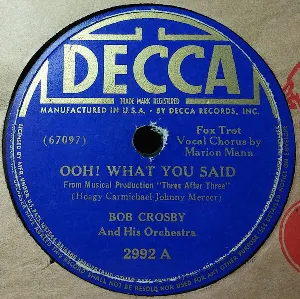 DECCA
TRADE MARK REGISTERED
MANUFACTURED IN U.S.A. • BY DECCA RECORDS, INC.
(67097)
Fox Trot
Vocal Chorus by
Marion Mann
OOH! WHAT YOU SAID
From Musical Production "Three After Three"
(Hoagy Carmichael-Johnny Mercer)
BOB CROSBY
And His Orchestra
2992 A